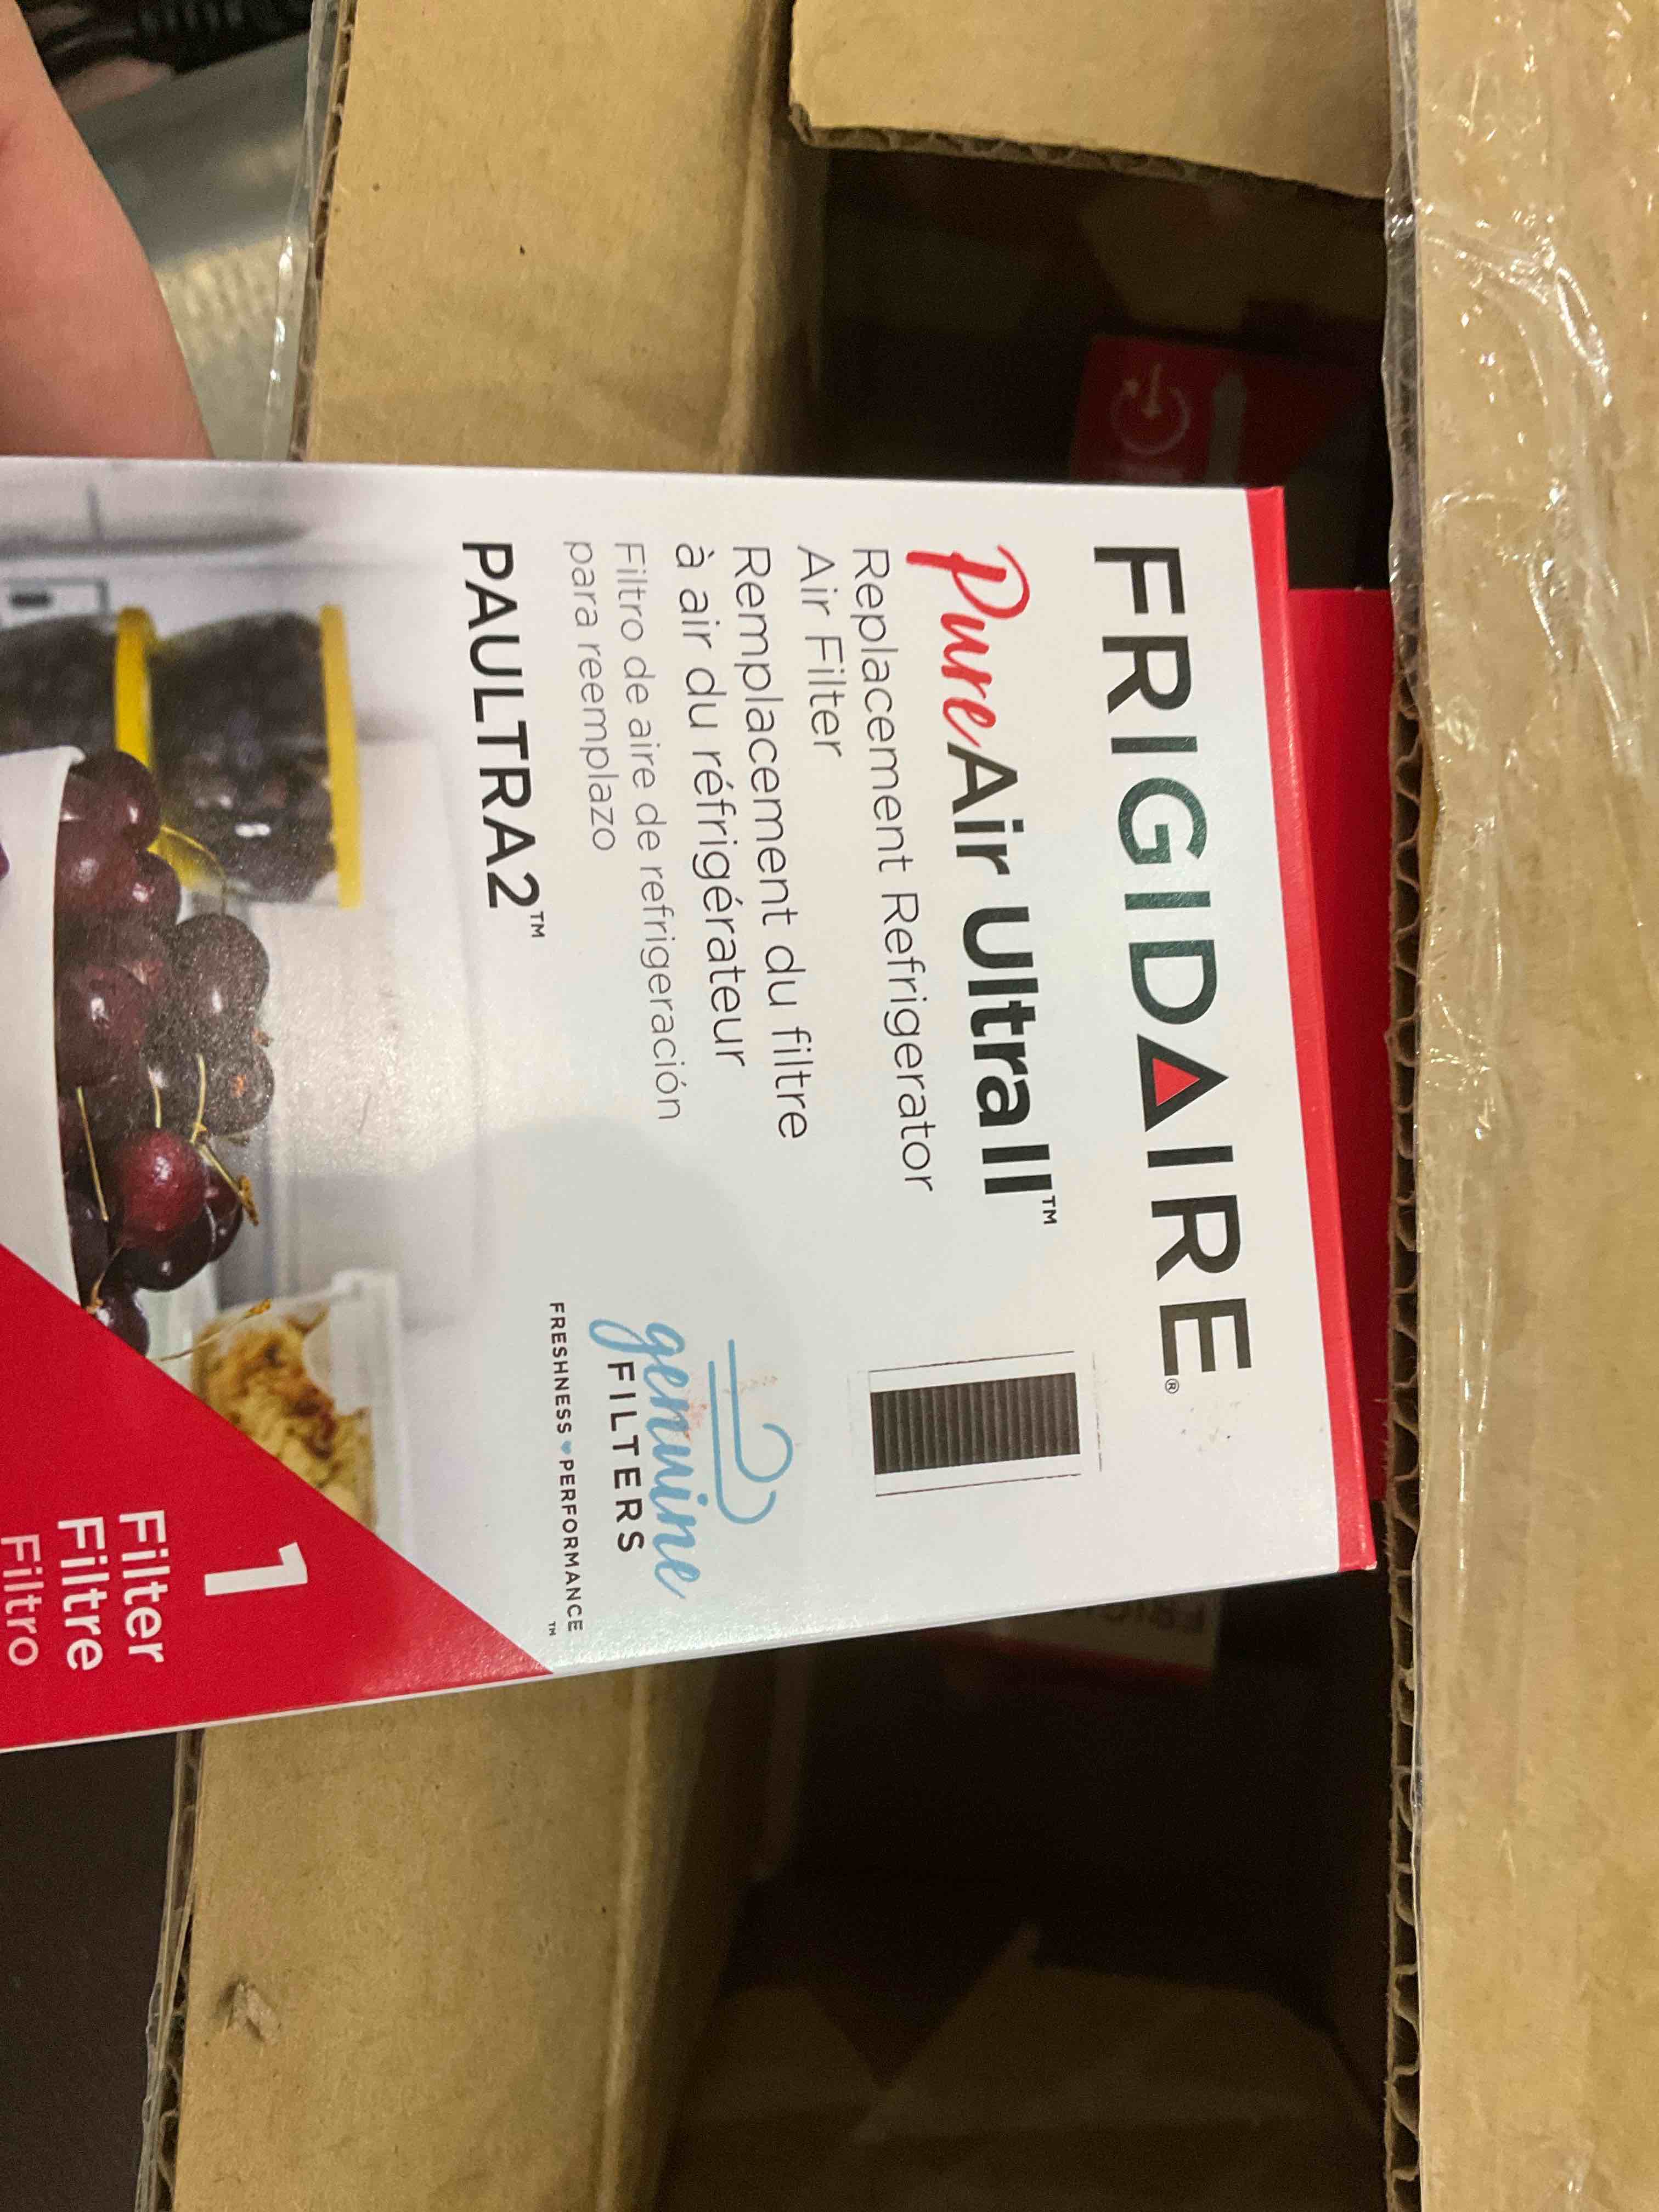 FRIGIDAIRE®
PureAir Ultra II™
Replacement Refrigerator
Air Filter
Remplacement du filtre
à air du réfrigérateur
Filtro de aire de refrigeración
para reemplazo
PAULTRA2™
genuine
FILTERS
FRESHNESS PERFORMANCE™
1
Filter
Filtre
Filtro